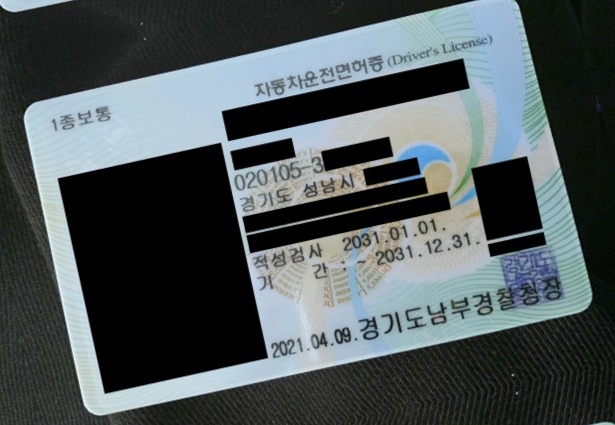 자동차운전면허증 (Driver's License)
1종보통
020105-3
경기도 성남시
적성검사 2031.01.01.
기 간 : ~ 2031.12.31.
2021.04.09. 경기도남부경찰청장